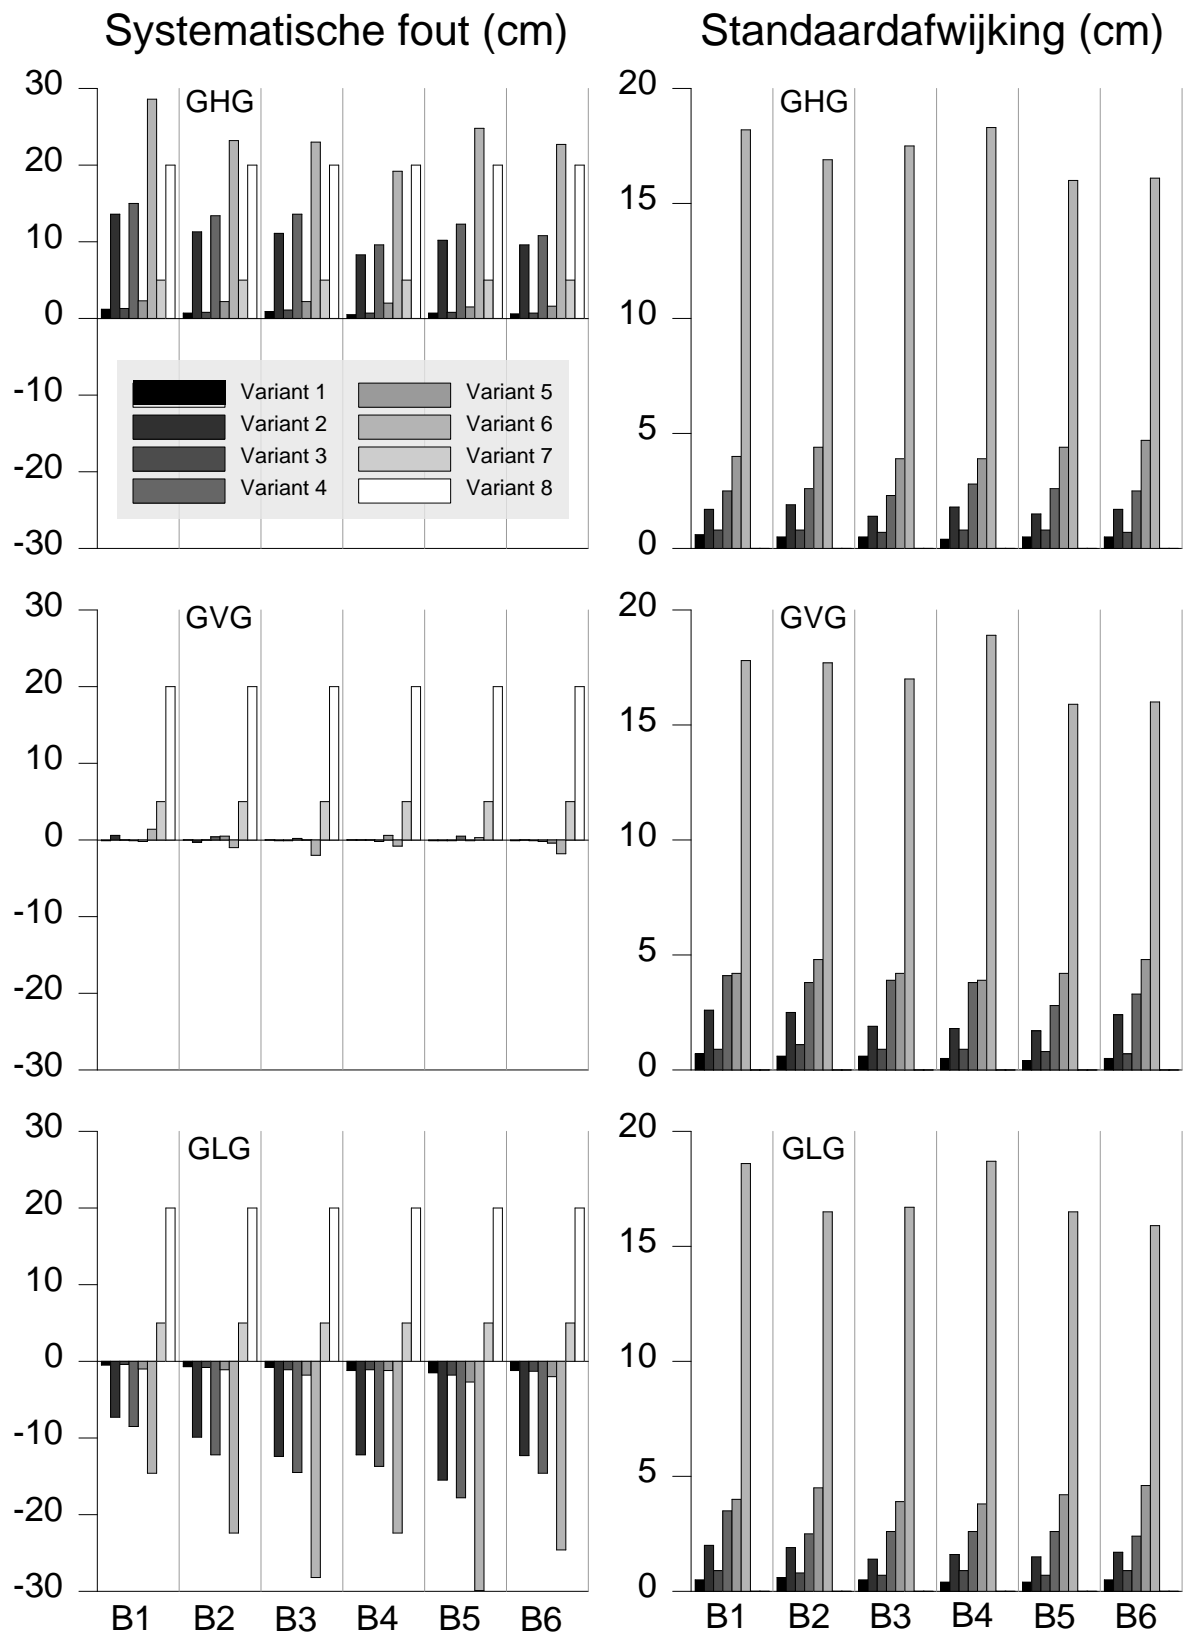 Systematische fout (cm)
Standaardafwijking (cm)
30
20
10
0
-10
-20
-30
GHG
Variant 1
Variant 2
Variant 3
Variant 4
Variant 5
Variant 6
Variant 7
Variant 8
20
15
10
5
0
GHG
30
20
10
0
-10
-20
-30
GVG
20
15
10
5
0
GVG
30
20
10
0
-10
-20
-30
GLG
B1 B2 B3 B4 B5 B6
20
15
10
5
0
GLG
B1 B2 B3 B4 B5 B6